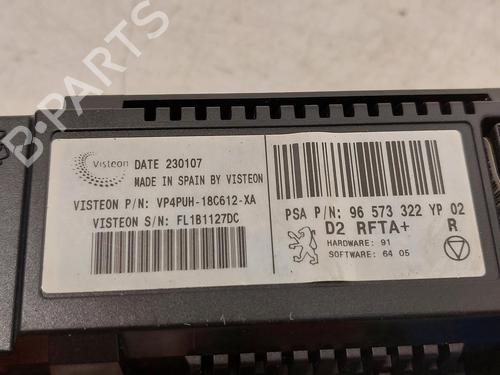 B-PARTS
Visteon
DATE 230107
MADE IN SPAIN BY VISTEON
VISTEON P/N: VP4PUH-18C612-XA
VISTEON S/N: FL1B1127DC
PSA P/N: 96 573 322 YP 02
D2 RFTA+ R
HARDWARE: 91
SOFTWARE: 64 05